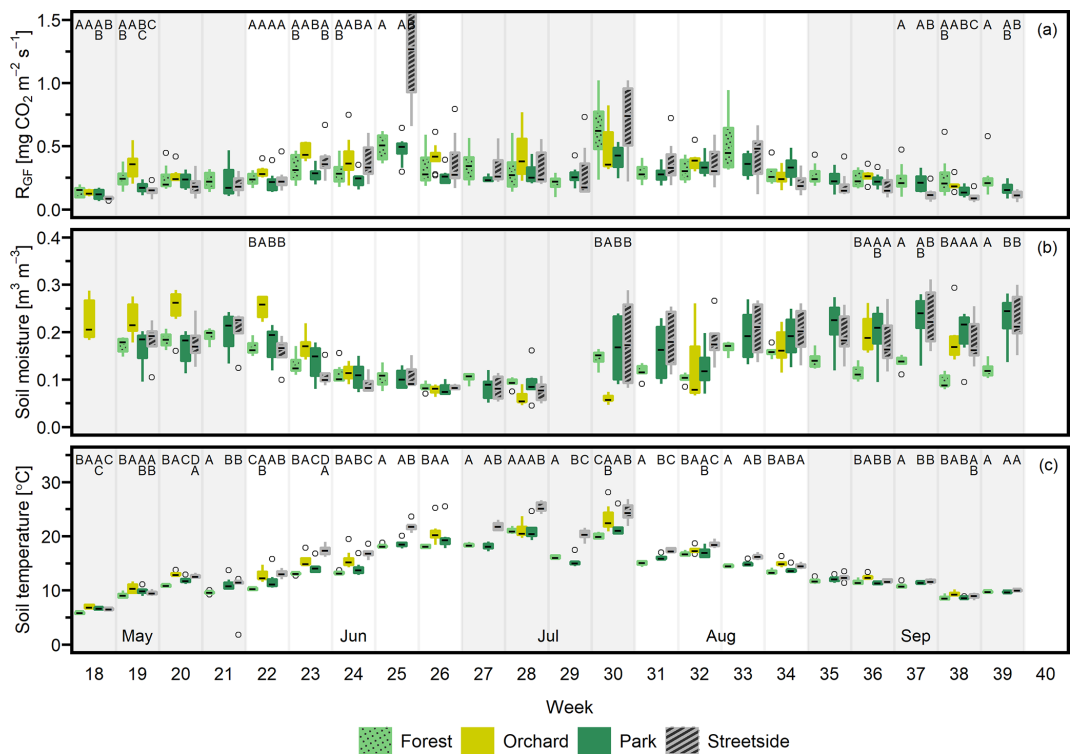 1.5
AAAB AABC AAAA AABA AABA A AB A AB AABC A AB
B B C B B B B B
(a)
R_GF [mg CO₂ m⁻² s⁻¹]
1.0
0.5
0.0
0.4
BABB BABB BAAA A AB BAAA A BB
B B
(b)
Soil moisture [m³ m⁻³]
0.3
0.2
0.1
0.0
BAAC BAAA BACD A BB CAAB BACD BABC A AB BAA A AB AAAB A BC CAAB A BC BAAC A AB BABA BABB A BB BABA A AA
C BB A B A B B B
(c)
Soil temperature [°C]
30
20
10
0
May Jun Jul Aug Sep
18 19 20 21 22 23 24 25 26 27 28 29 30 31 32 33 34 35 36 37 38 39 40
Week
Forest Orchard Park Streetside